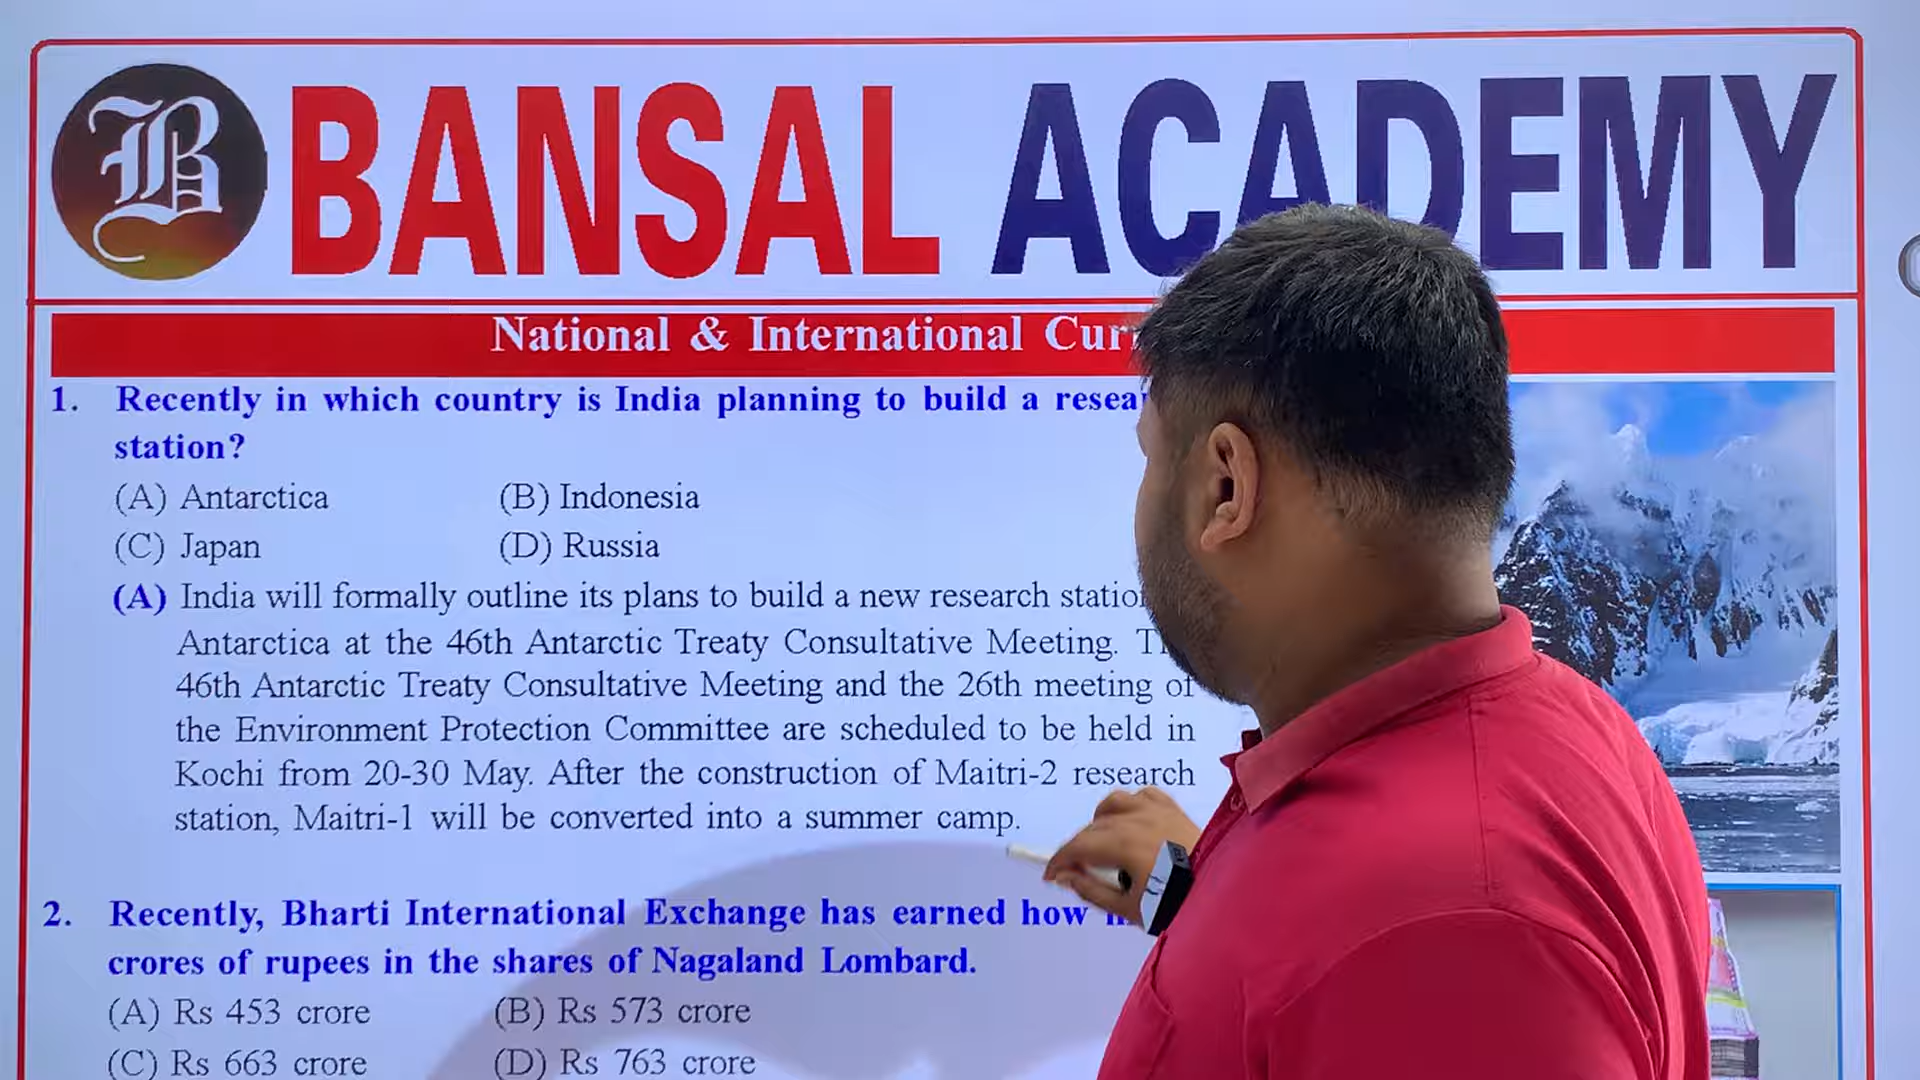 B BANSAL ACADEMY
National & International
1. Recently in which country is India planning to build a
station?
(A) Antarctica (B) Indonesia
(C) Japan (D) Russia
(A) India will formally outline its plans to build a new research
Antarctica at the 46th Antarctic Treaty Consultative Meeting.
46th Antarctic Treaty Consultative Meeting and the 26th meeting of
the Environment Protection Committee are scheduled to be held in
Kochi from 20-30 May. After the construction of Maitri-2 research
station, Maitri-1 will be converted into a summer camp.
2. Recently, Bharti International Exchange has earned how
crores of rupees in the shares of Nagaland Lombard.
(A) Rs 453 crore (B) Rs 573 crore
(C) Rs 663 crore (D) Rs 763 crore